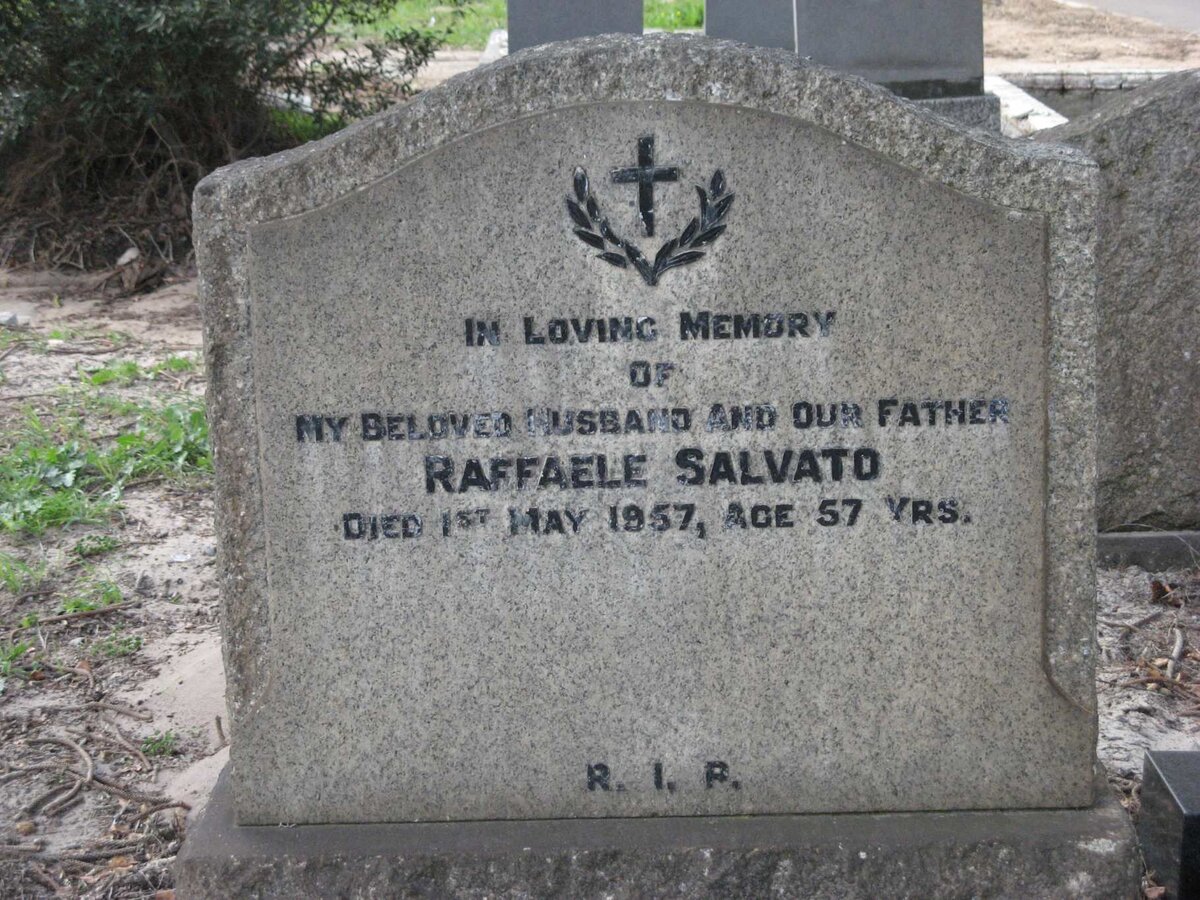 IN LOVING MEMORY
OF
MY BELOVED HUSBAND AND OUR FATHER
RAFFAELE SALVATO
DIED 1ST MAY 1957, AGE 57 YRS.
R. I. P.